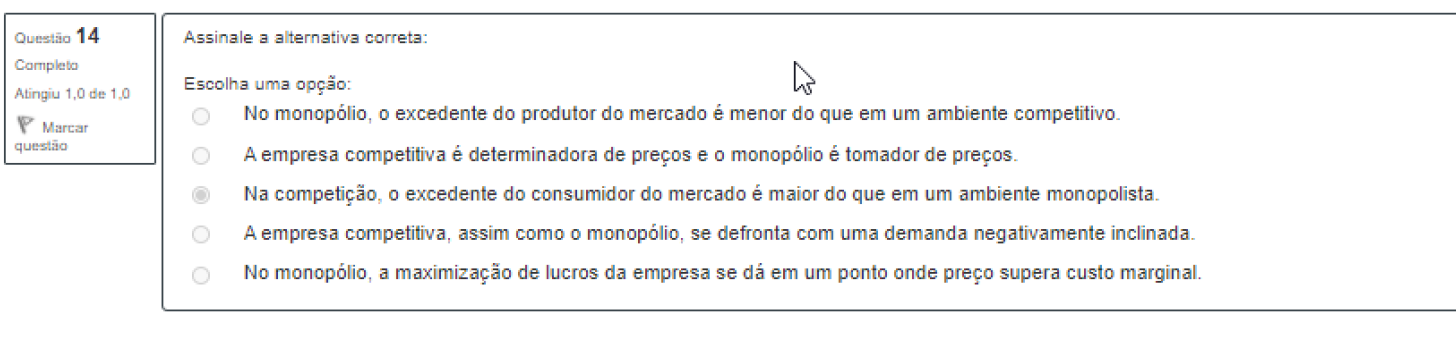 Questão 14
Completo
Atingiu 1,0 de 1,0
Marcar
questão
Assinale a alternativa correta:
Escolha uma opção:
No monopólio, o excedente do produtor do mercado é menor do que em um ambiente competitivo.
A empresa competitiva é determinadora de preços e o monopólio é tomador de preços.
Na competição, o excedente do consumidor do mercado é maior do que em um ambiente monopolista.
A empresa competitiva, assim como o monopólio, se defronta com uma demanda negativamente inclinada.
No monopólio, a maximização de lucros da empresa se dá em um ponto onde preço supera custo marginal.